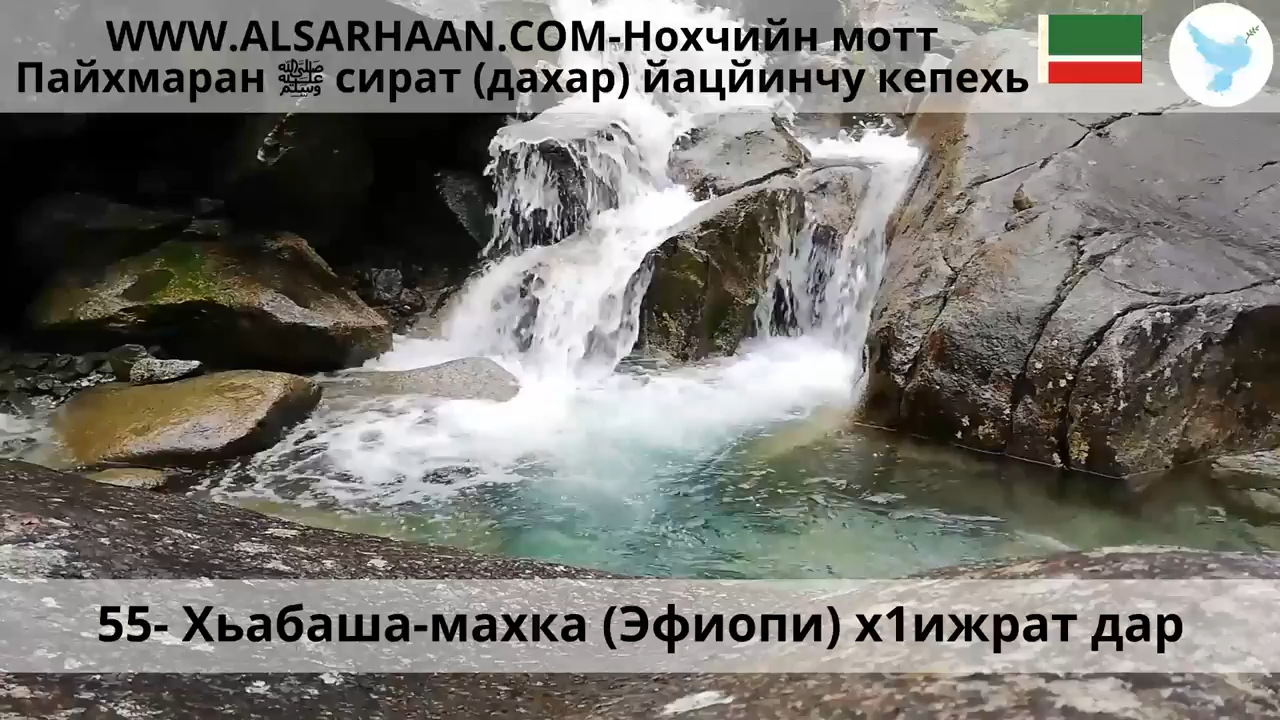 WWW.ALSARHAAN.COM-Нохчийн мотт
Пайхмаран ﷺ сират (дахар) йацйинчу кепехь
55- Хьабаша-махка (Эфиопи) х1ижрат дар